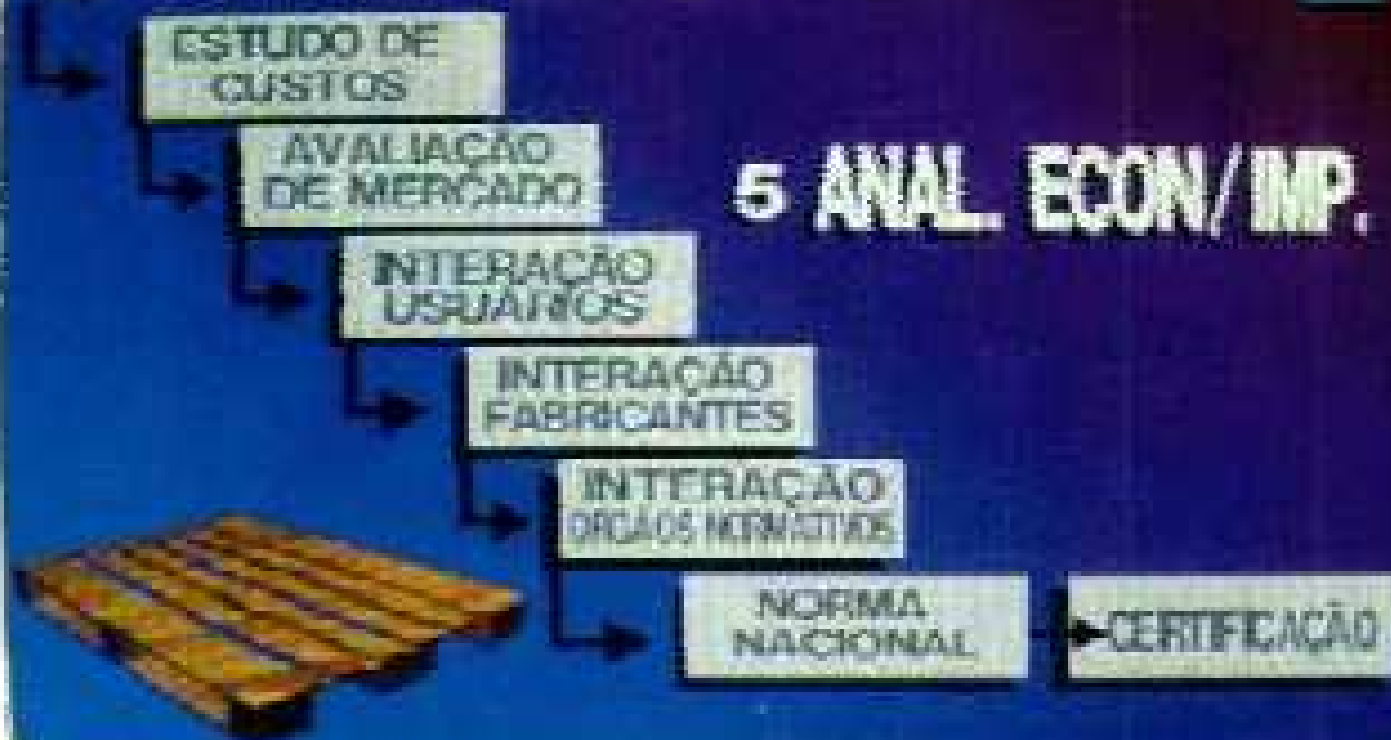 ESTUDO DE
CUSTOS
AVALIAÇÃO
DE MERCADO
5 ANAL. ECON/IMP.
INTERAÇÃO
USUÁRIOS
INTERAÇÃO
FABRICANTES
INTERAÇÃO
ORGÃOS NORMATIVOS
NORMA
NACIONAL
CERTIFICAÇÃO